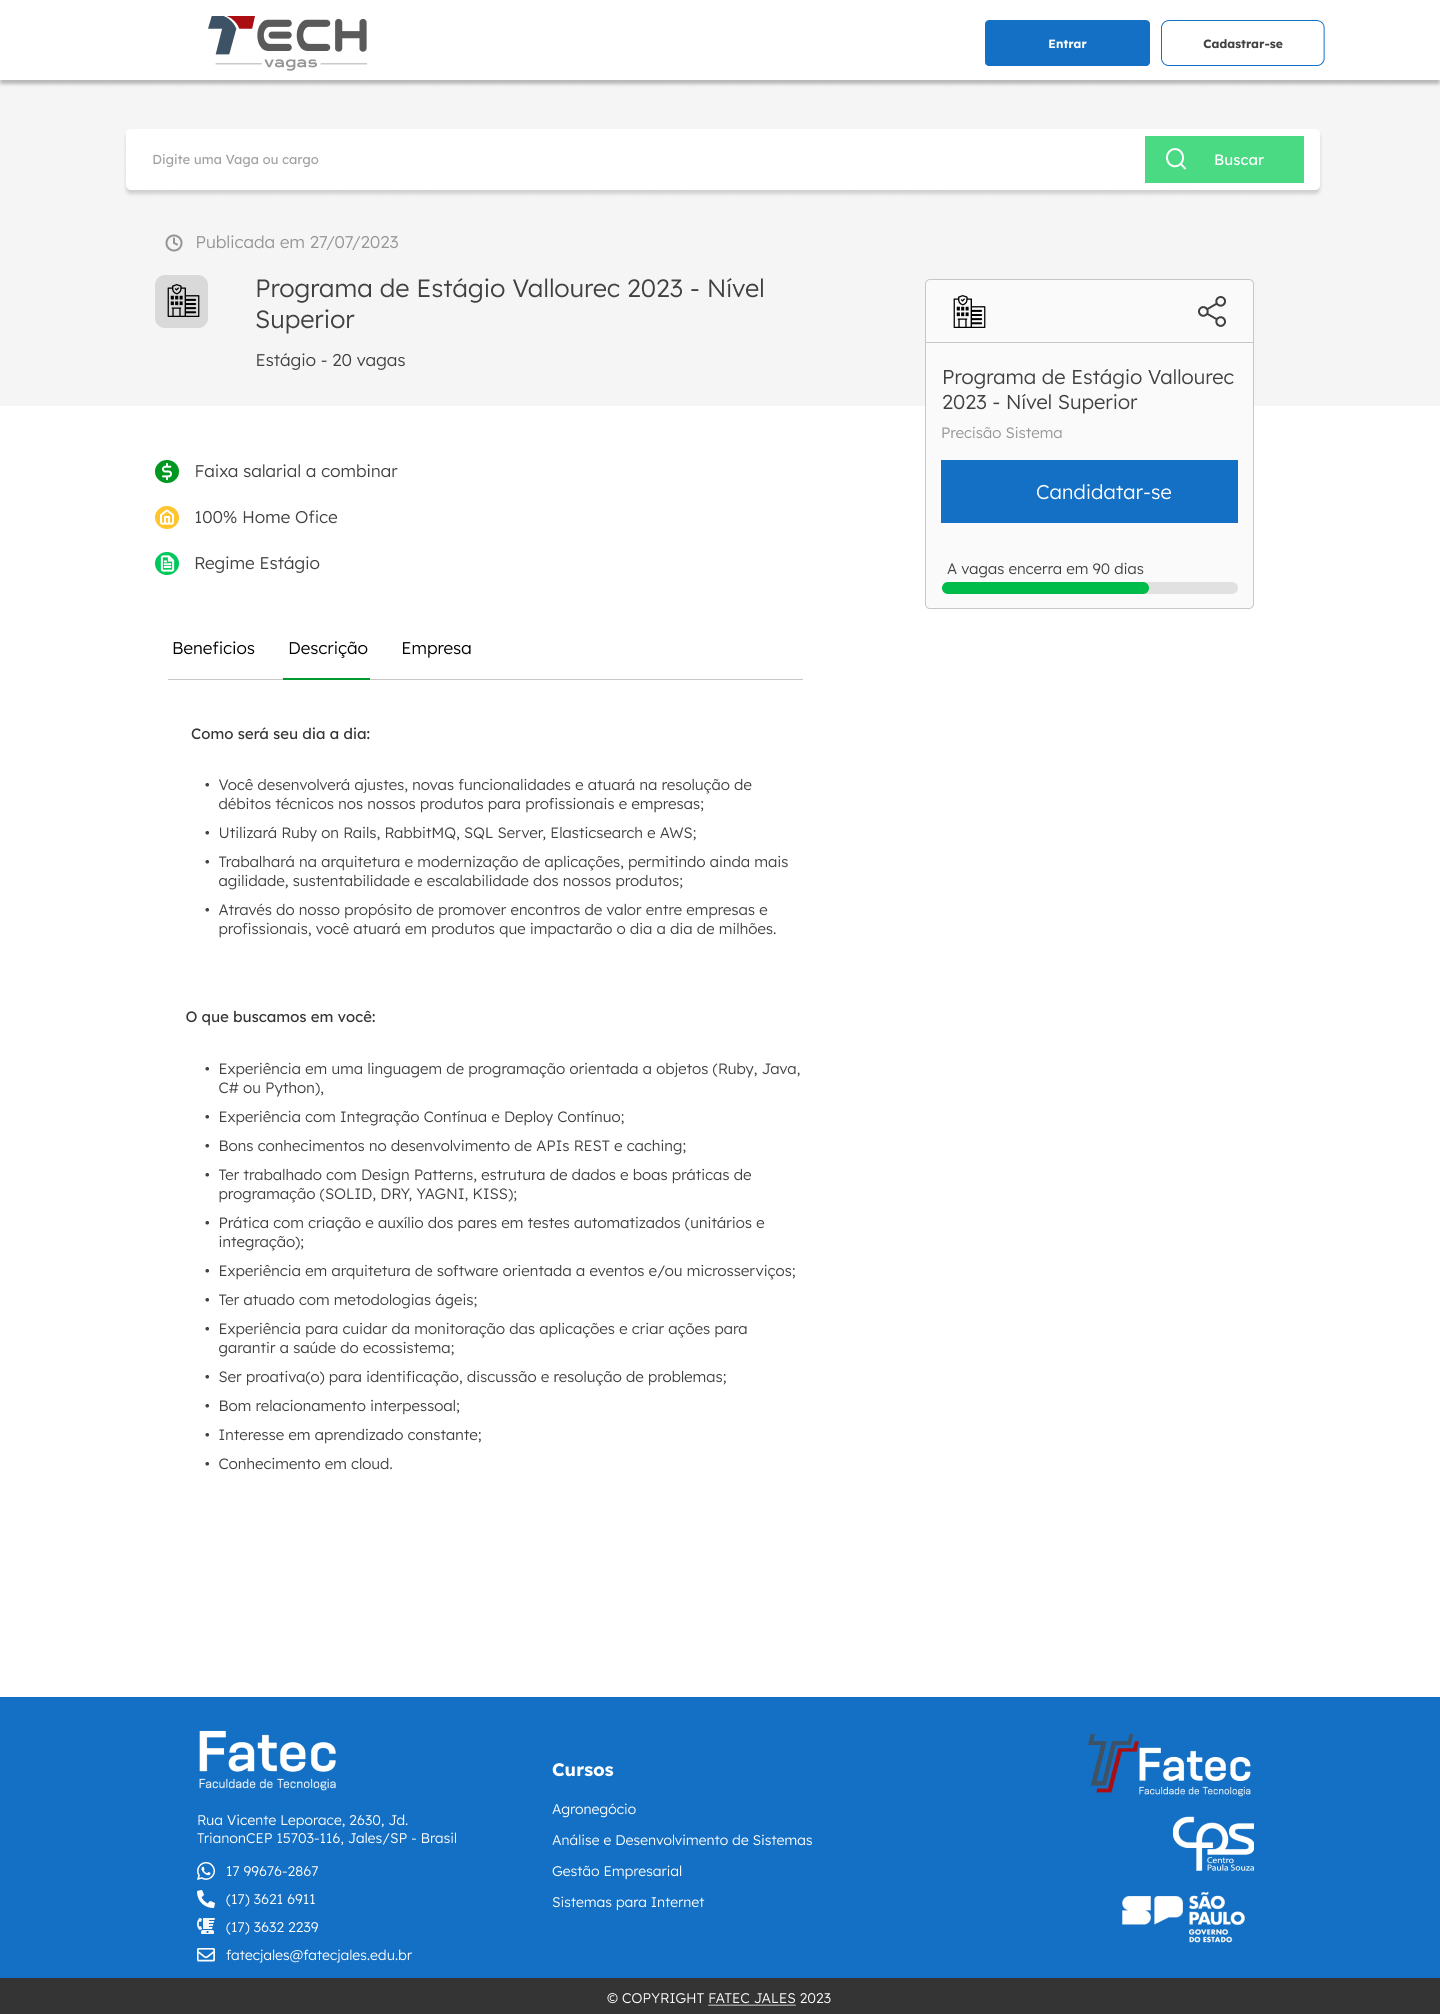 TECH
vagas
Entrar
Cadastrar-se
Digite uma Vaga ou cargo
Buscar
Publicada em 27/07/2023
Programa de Estágio Vallourec 2023 - Nível
Superior
Estágio - 20 vagas
Programa de Estágio Vallourec
2023 - Nível Superior
Precisão Sistema
Candidatar-se
A vagas encerra em 90 dias
Faixa salarial a combinar
100% Home Ofice
Regime Estágio
Beneficios Descrição Empresa
Como será seu dia a dia:
• Você desenvolverá ajustes, novas funcionalidades e atuará na resolução de
débitos técnicos nos nossos produtos para profissionais e empresas;
• Utilizará Ruby on Rails, RabbitMQ, SQL Server, Elasticsearch e AWS;
• Trabalhará na arquitetura e modernização de aplicações, permitindo ainda mais
agilidade, sustentabilidade e escalabilidade dos nossos produtos;
• Através do nosso propósito de promover encontros de valor entre empresas e
profissionais, você atuará em produtos que impactarão o dia a dia de milhões.
O que buscamos em você:
• Experiência em uma linguagem de programação orientada a objetos (Ruby, Java,
C# ou Python),
• Experiência com Integração Contínua e Deploy Contínuo;
• Bons conhecimentos no desenvolvimento de APIs REST e caching;
• Ter trabalhado com Design Patterns, estrutura de dados e boas práticas de
programação (SOLID, DRY, YAGNI, KISS);
• Prática com criação e auxílio dos pares em testes automatizados (unitários e
integração);
• Experiência em arquitetura de software orientada a eventos e/ou microsserviços;
• Ter atuado com metodologias ágeis;
• Experiência para cuidar da monitoração das aplicações e criar ações para
garantir a saúde do ecossistema;
• Ser proativa(o) para identificação, discussão e resolução de problemas;
• Bom relacionamento interpessoal;
• Interesse em aprendizado constante;
• Conhecimento em cloud.
Fatec
Faculdade de Tecnologia
Rua Vicente Leporace, 2630, Jd.
TrianonCEP 15703-116, Jales/SP - Brasil
17 99676-2867
(17) 3621 6911
(17) 3632 2239
fatecjales@fatecjales.edu.br
Cursos
Agronegócio
Análise e Desenvolvimento de Sistemas
Gestão Empresarial
Sistemas para Internet
Fatec
Faculdade de Tecnologia
cps
Centro
Paula Souza
SP
SÃO
PAULO
GOVERNO
DO ESTADO
© COPYRIGHT FATEC JALES 2023